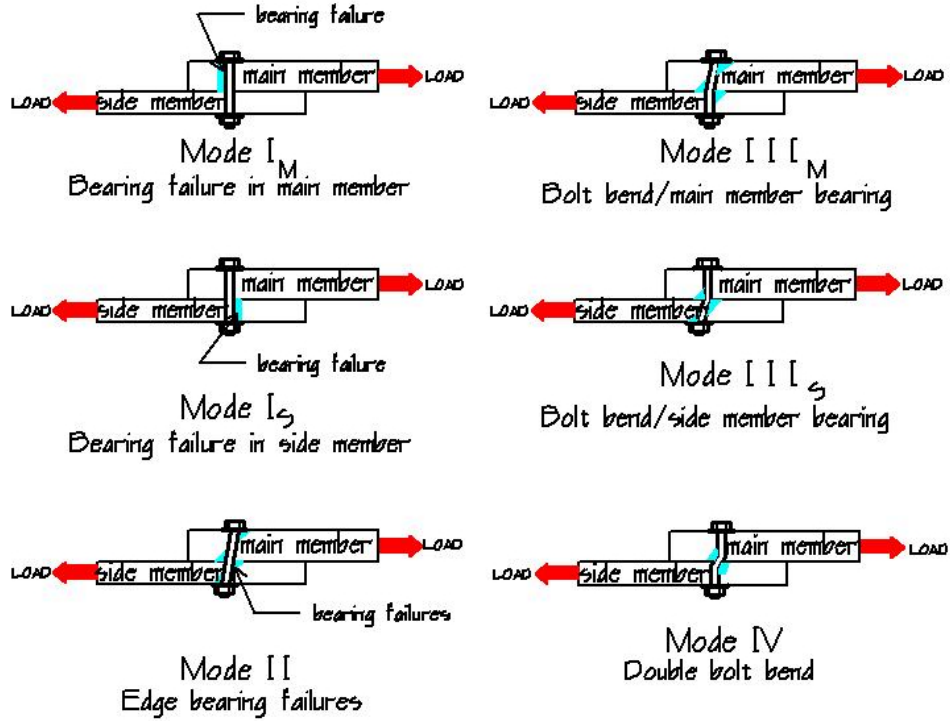 bearing failure
main member
LOAD
LOAD
side member
Mode I M
Bearing failure in main member
main member
LOAD
LOAD
side member
Mode III M
Bolt bend/main member bearing
main member
LOAD
LOAD
side member
bearing failure
Mode I S
Bearing failure in side member
main member
LOAD
LOAD
side member
Mode III S
Bolt bend/side member bearing
main member
LOAD
LOAD
side member
bearing failures
Mode II
Edge bearing failures
main member
LOAD
LOAD
side member
Mode IV
Double bolt bend